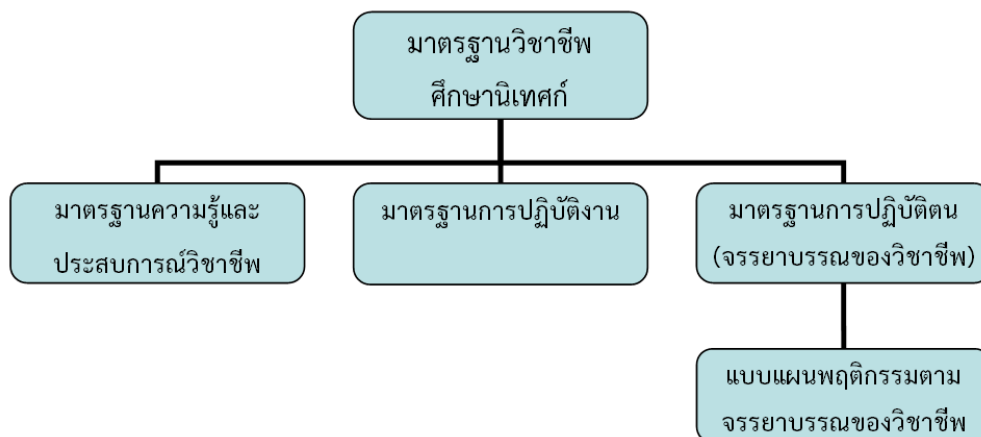 มาตรฐานวิชาชีพ
ศึกษานิเทศก์
มาตรฐานความรู้และ
ประสบการณ์วิชาชีพ
มาตรฐานการปฏิบัติงาน
มาตรฐานการปฏิบัติตน
(จรรยาบรรณของวิชาชีพ)
แบบแผนพฤติกรรมตาม
จรรยาบรรณของวิชาชีพ